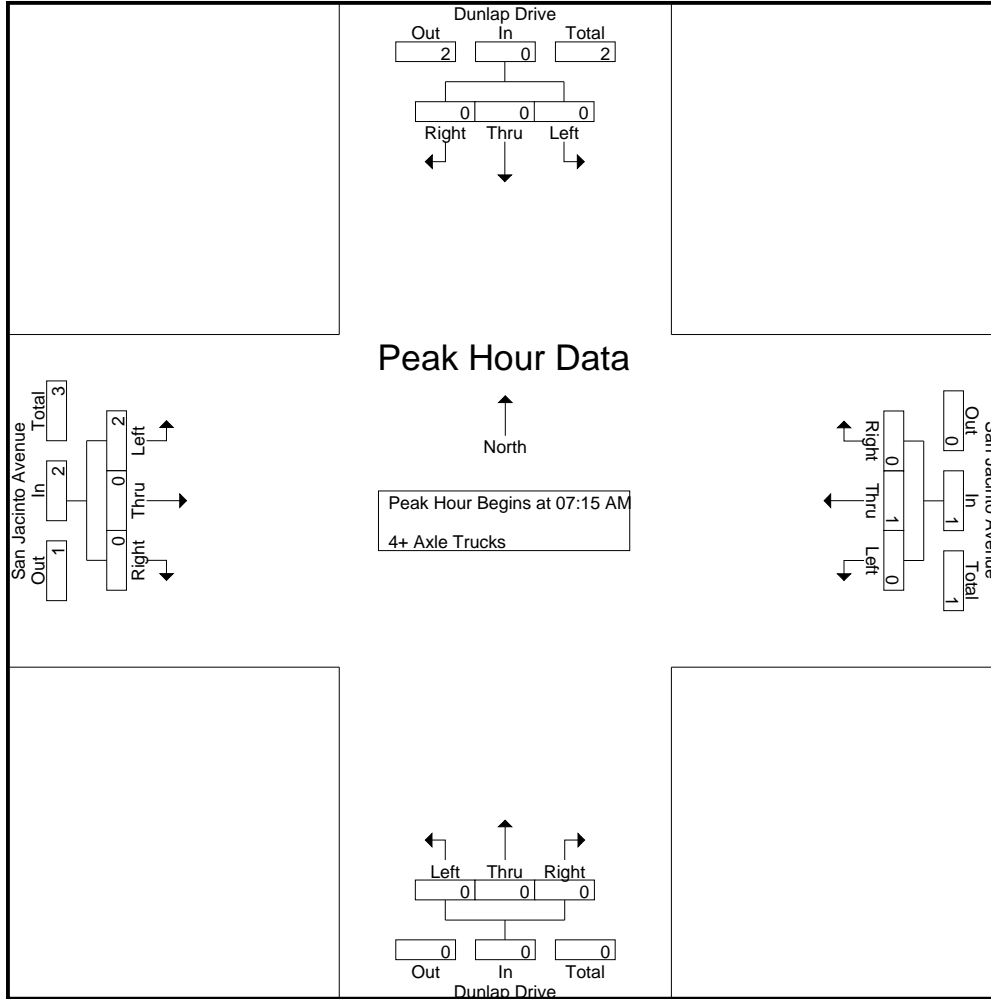 Dunlap Drive
Out In Total
2 0 2
0 0 0
Right Thru Left
Peak Hour Data
North
Peak Hour Begins at 07:15 AM
4+ Axle Trucks
San Jacinto Avenue
Total In Out
3 2 1
2 0 0
Left Thru Right
San Jacinto Avenue
Out In Total
0 1 1
0 1 0
Right Thru Left
Left Thru Right
0 0 0
0 0 0
Out In Total
Dunlap Drive